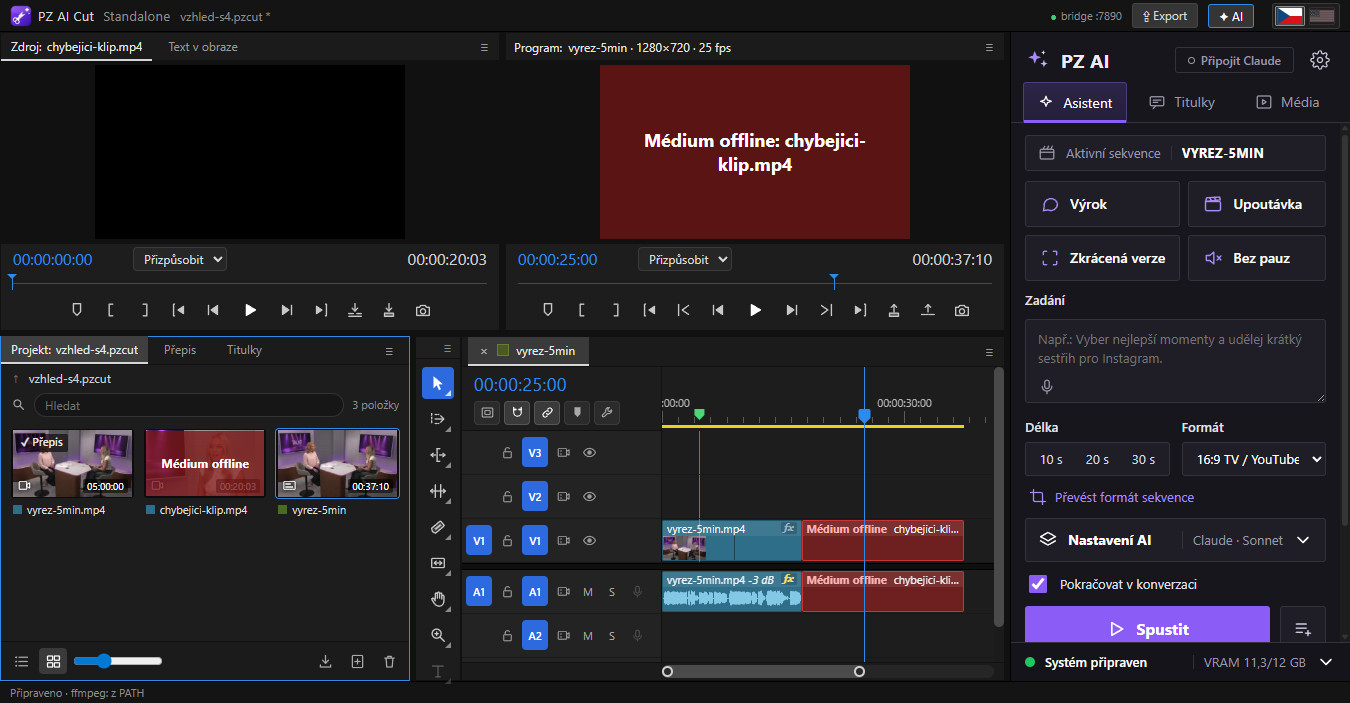 PZ AI Cut Standalone vzhled-s4.pzcut *
bridge :7890 Export AI
Zdroj: chybejici-klip.mp4 Text v obraze
Program: vyrez-5min · 1280×720 · 25 fps
Médium offline: chybejici-
klip.mp4
00:00:00:00 Přizpůsobit 00:00:20:03
00:00:25:00 Přizpůsobit 00:00:37:10
Projekt: vzhled-s4.pzcut Přepis Titulky
↑ vzhled-s4.pzcut
Hledat 3 položky
✓ Přepis
05:00:00
vyrez-5min.mp4
Médium offline
00:20:03
chybejici-klip.mp4
00:37:10
vyrez-5min
× vyrez-5min
00:00:25:00
:00:00 00:00:30:00
V3
V2
V1 V1
A1 A1 M S
A2 M S
vyrez-5min.mp4 fx
Médium offline chybejici-kli...
vyrez-5min.mp4 -3 dB fx
Médium offline chybejici-kli...
T
PZ AI Připojit Claude
Asistent Titulky Média
Aktivní sekvence VYREZ-5MIN
Výrok Upoutávka
Zkrácená verze Bez pauz
Zadání
Např.: Vyber nejlepší momenty a udělej krátký
sestřih pro Instagram.
Délka Formát
10 s 20 s 30 s 16:9 TV / YouTube
Převést formát sekvence
Nastavení AI Claude · Sonnet
Pokračovat v konverzaci
Spustit
Systém připraven VRAM 11,3/12 GB
Připraveno · ffmpeg: z PATH